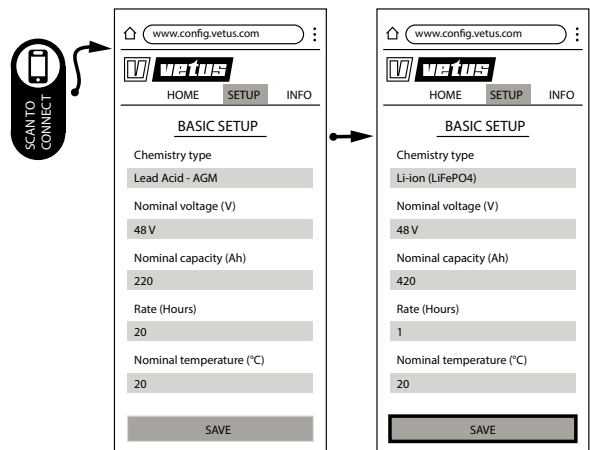 SCAN TO
CONNECT
www.config.vetus.com
V vetus
HOME SETUP INFO
BASIC SETUP
Chemistry type
Lead Acid - AGM
Nominal voltage (V)
48 V
Nominal capacity (Ah)
220
Rate (Hours)
20
Nominal temperature (°C)
20
SAVE
www.config.vetus.com
V vetus
HOME SETUP INFO
BASIC SETUP
Chemistry type
Li-ion (LiFePO4)
Nominal voltage (V)
48 V
Nominal capacity (Ah)
420
Rate (Hours)
1
Nominal temperature (°C)
20
SAVE